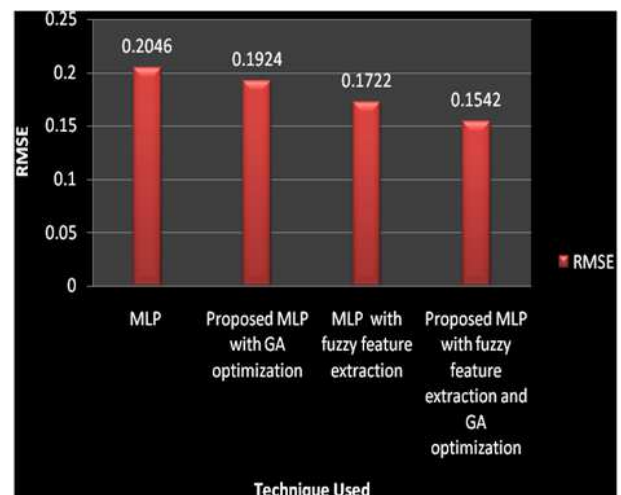 0.25
0.2
0.15
0.1
0.05
0
RMSE
0.2046
0.1924
0.1722
0.1542
MLP
Proposed MLP
with GA
optimization
MLP with
fuzzy feature
extraction
Proposed MLP
with fuzzy
feature
extraction and
GA
optimization
Technique Used
RMSE